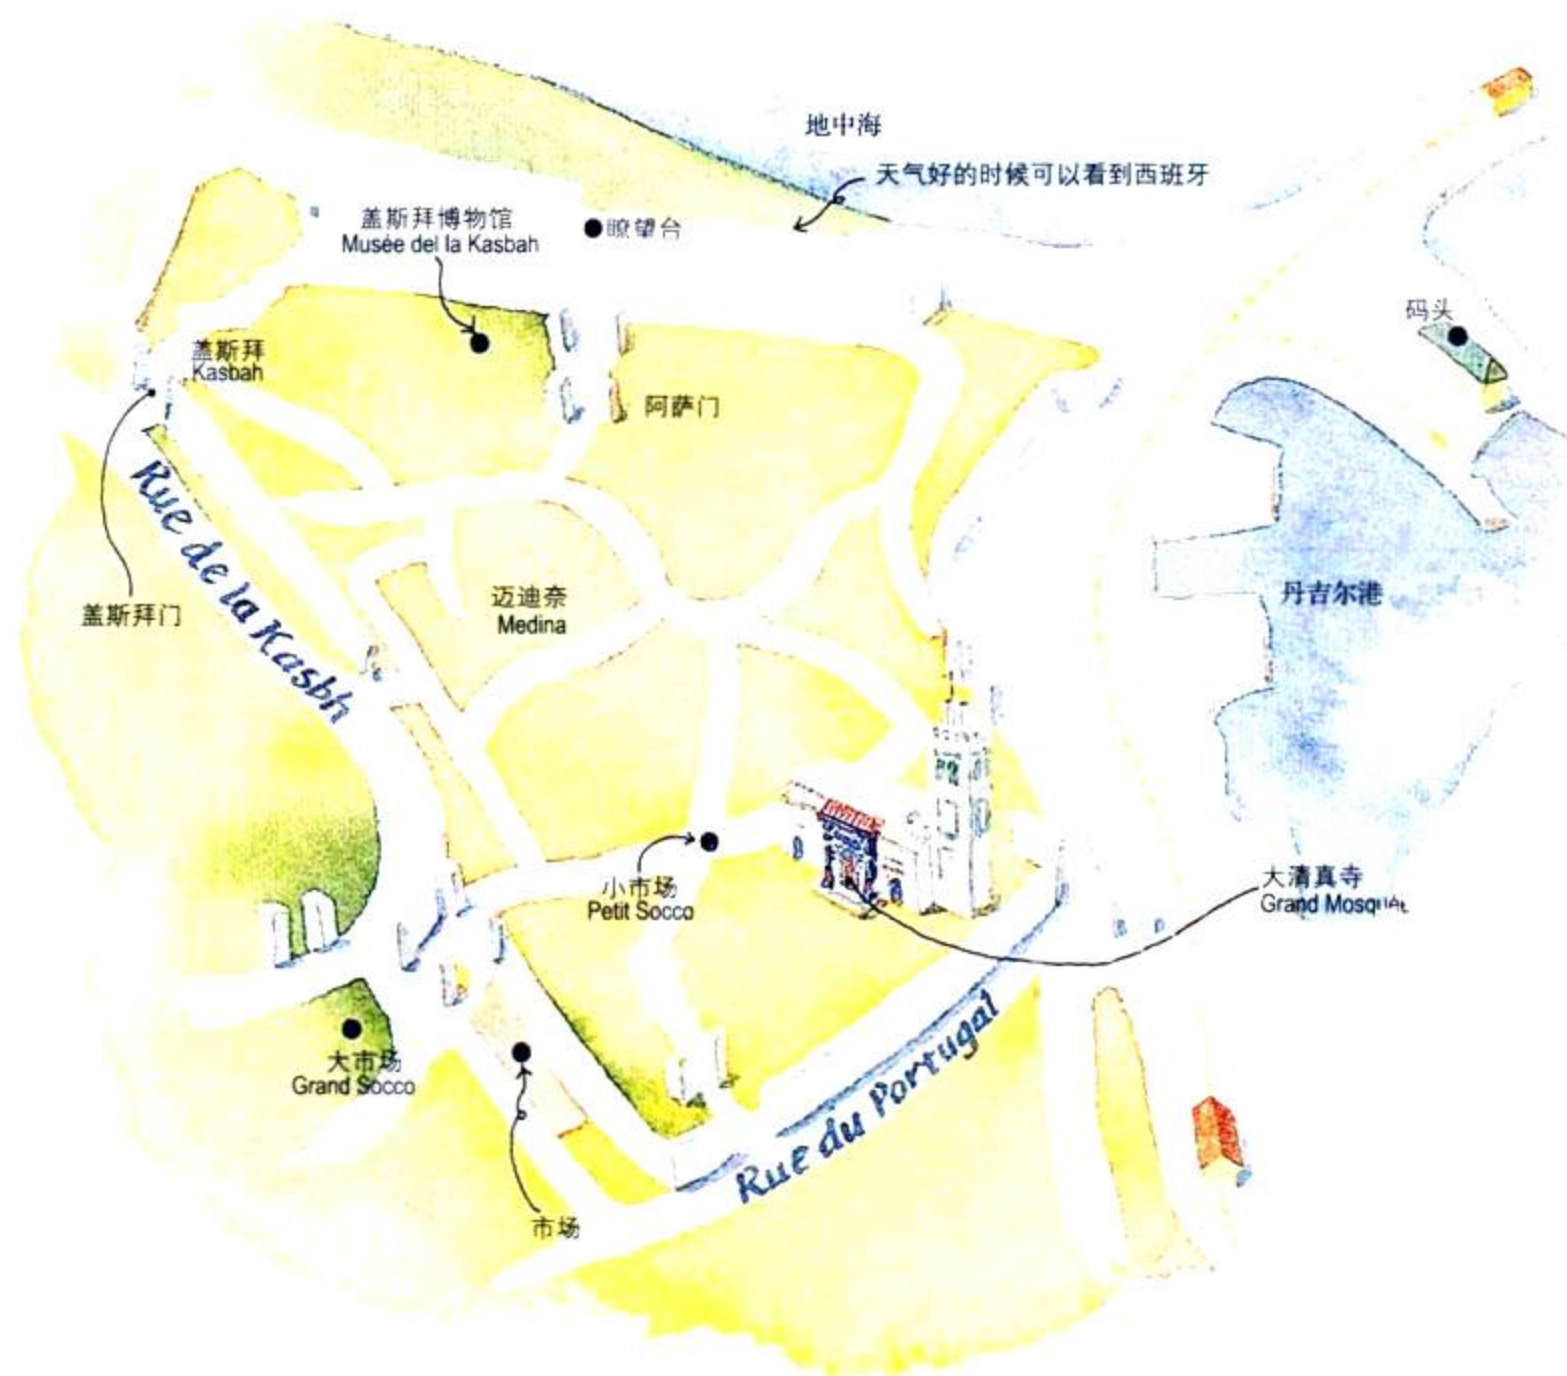 地中海
天气好的时候可以看到西班牙
盖斯拜博物馆
Musée del la Kasbah
瞭望台
码头
盖斯拜
Kasbah
阿萨门
Rue de la Kasbh
迈迪奈
Medina
丹吉尔港
盖斯拜门
小市场
Petit Socco
大清真寺
Grand Mosquét
大市场
Grand Socco
Rue du Portugal
市场